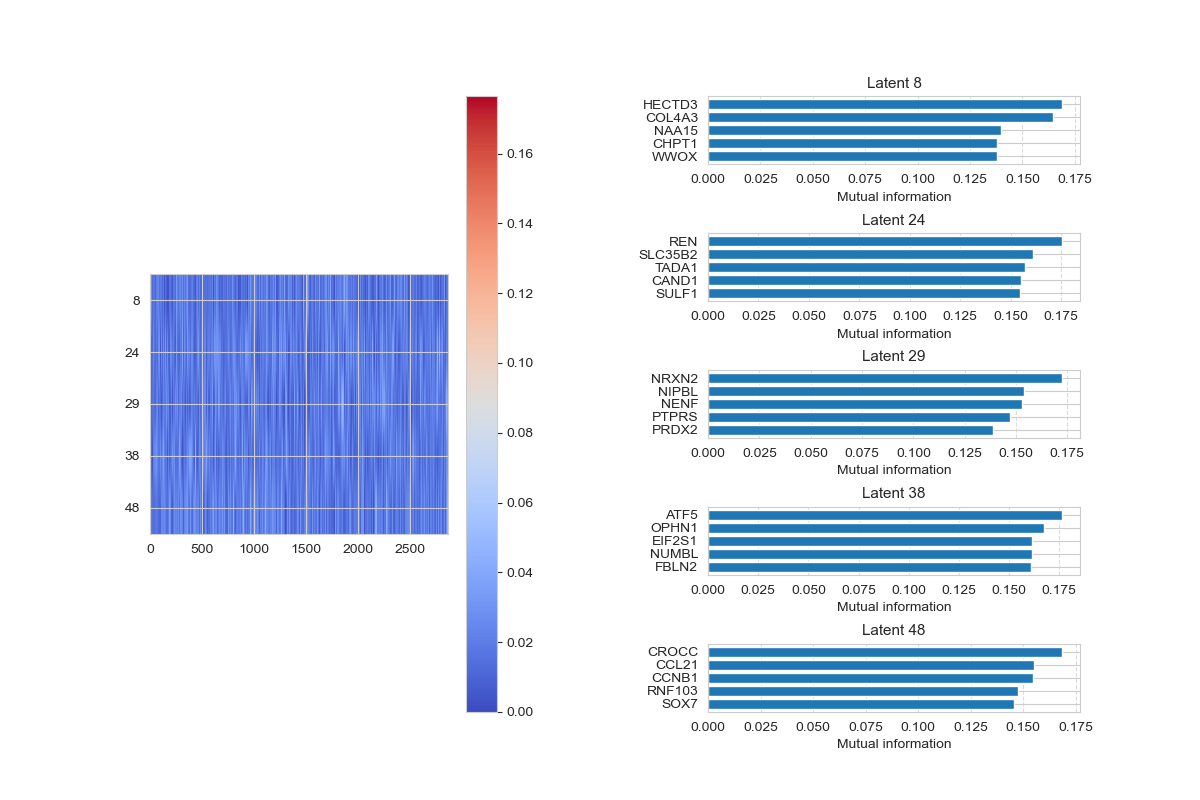 8
24
29
38
48
0 500 1000 1500 2000 2500
0.16
0.14
0.12
0.10
0.08
0.06
0.04
0.02
0.00
Latent 8
HECTD3
COL4A3
NAA15
CHPT1
WWOX
0.000 0.025 0.050 0.075 0.100 0.125 0.150 0.175
Mutual information
Latent 24
REN
SLC35B2
TADA1
CAND1
SULF1
0.000 0.025 0.050 0.075 0.100 0.125 0.150 0.175
Mutual information
Latent 29
NRXN2
NIPBL
NENF
PTPRS
PRDX2
0.000 0.025 0.050 0.075 0.100 0.125 0.150 0.175
Mutual information
Latent 38
ATF5
OPHN1
EIF2S1
NUMBL
FBLN2
0.000 0.025 0.050 0.075 0.100 0.125 0.150 0.175
Mutual information
Latent 48
CROCC
CCL21
CCNB1
RNF103
SOX7
0.000 0.025 0.050 0.075 0.100 0.125 0.150 0.175
Mutual information